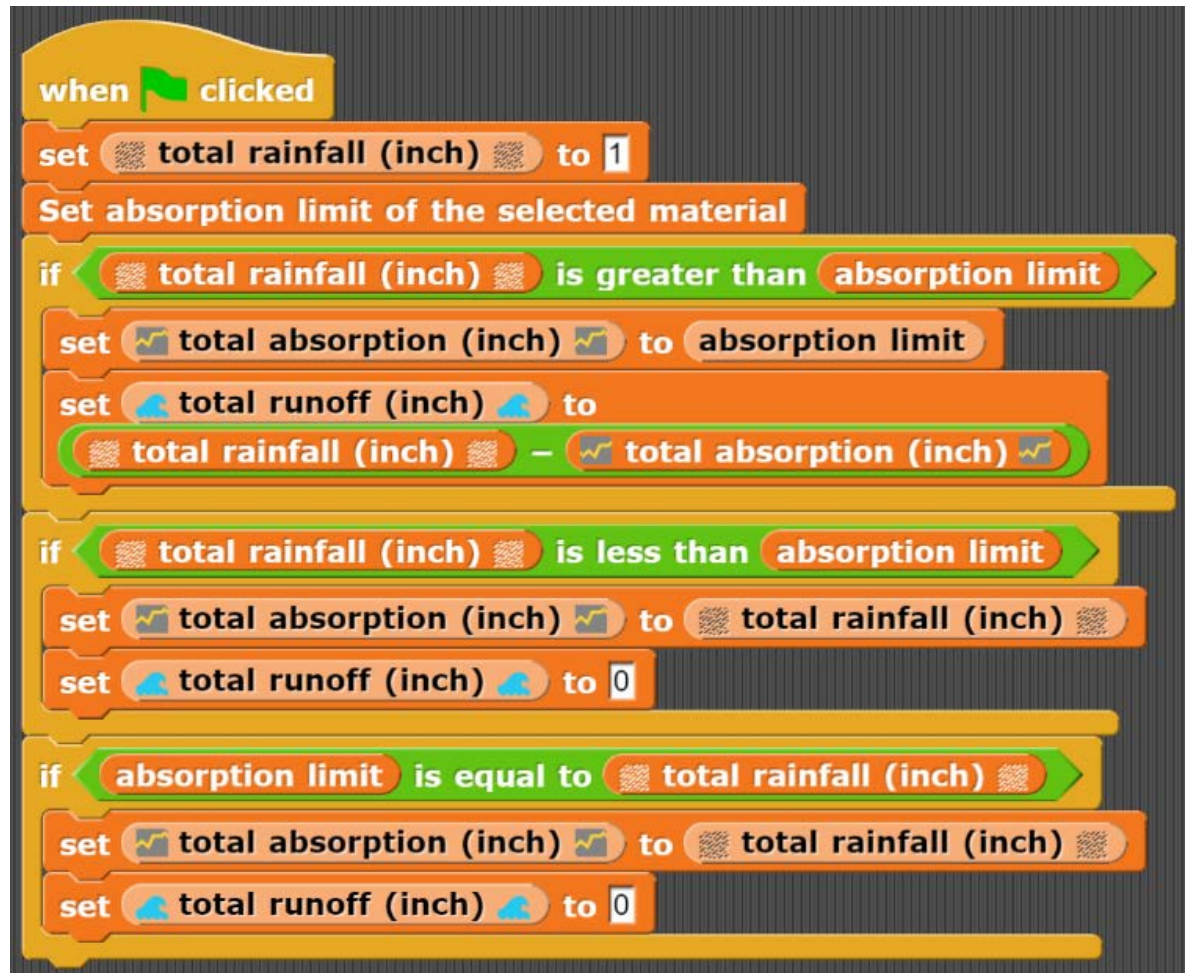 when clicked
set total rainfall (inch) to 1
Set absorption limit of the selected material
if total rainfall (inch) is greater than absorption limit
set total absorption (inch) to absorption limit
set total runoff (inch) to
total rainfall (inch) – total absorption (inch)
if total rainfall (inch) is less than absorption limit
set total absorption (inch) to total rainfall (inch)
set total runoff (inch) to 0
if absorption limit is equal to total rainfall (inch)
set total absorption (inch) to total rainfall (inch)
set total runoff (inch) to 0